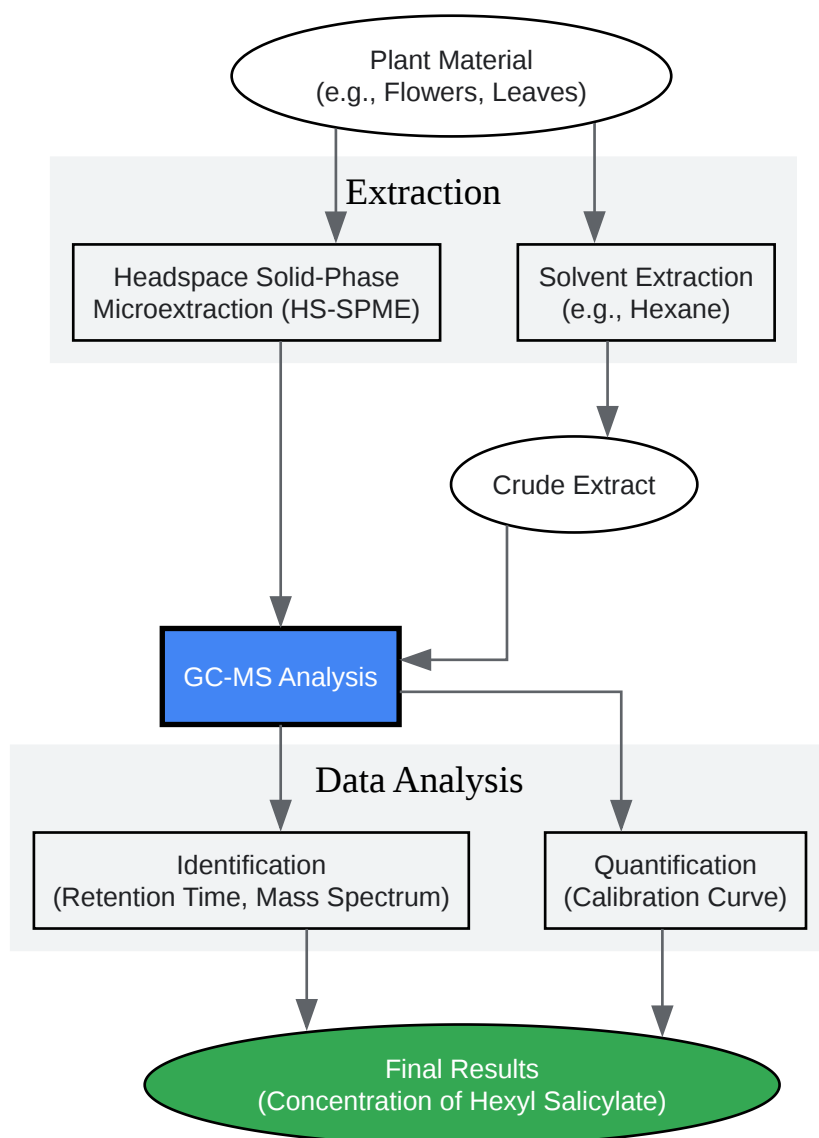 Plant Material
(e.g., Flowers, Leaves)
Extraction
Headspace Solid-Phase
Microextraction (HS-SPME)
Solvent Extraction
(e.g., Hexane)
Crude Extract
GC-MS Analysis
Data Analysis
Identification
(Retention Time, Mass Spectrum)
Quantification
(Calibration Curve)
Final Results
(Concentration of Hexyl Salicylate)